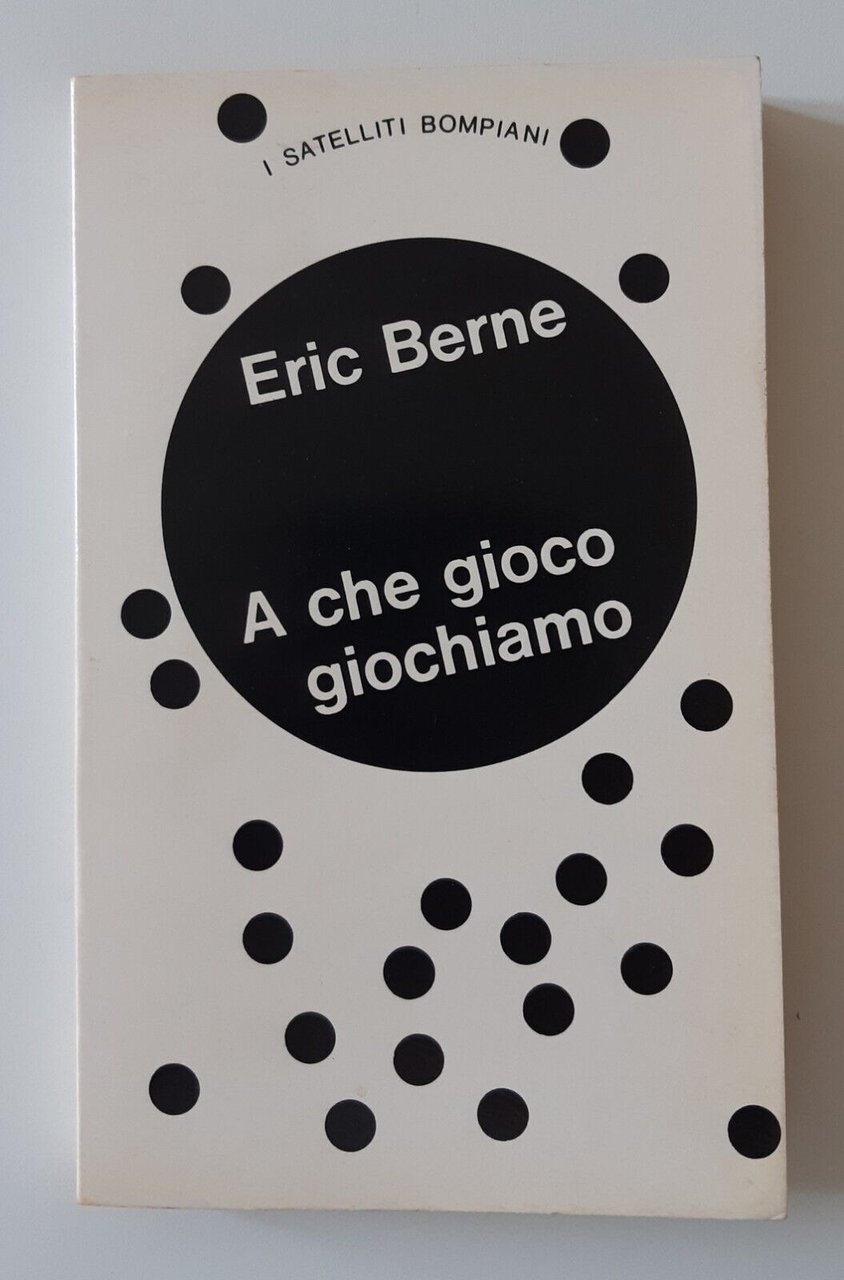 I SATELLITI BOMPIANI
Eric Berne
A che gioco
giochiamo